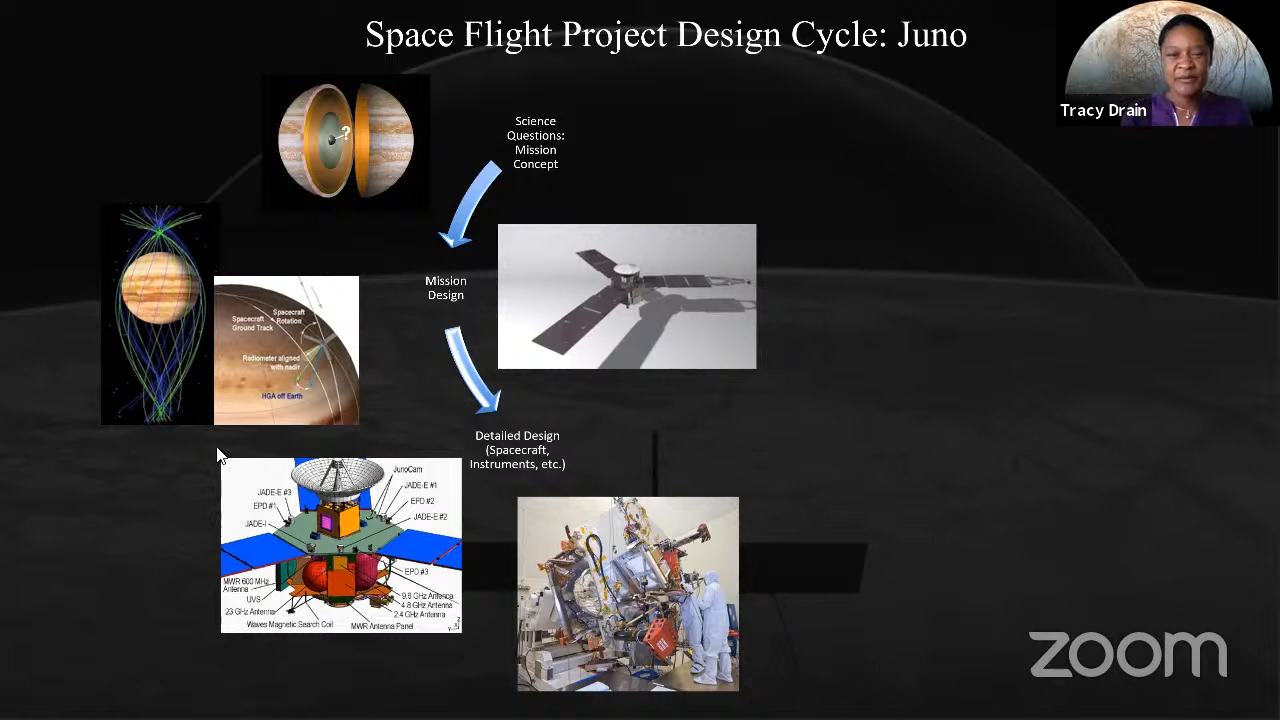 Space Flight Project Design Cycle: Juno
Tracy Drain
?
Science
Questions:
Mission
Concept
Mission
Design
Spacecraft
Rotation
Spacecraft
Ground Track
Radiometer aligned
with nadir
HGA off Earth
Detailed Design
(Spacecraft,
Instruments, etc.)
JunoCam
JADE-E #1
EPD #2
JADE-E #2
JADE-E #3
EPD #1
JADE-I
EPD #3
MWR 600 MHz
Antenna
UVS
23 GHz Antenna
9.6 GHz Antenna
4.8 GHz Antenna
2.4 GHz Antenna
Waves Magnetic Search Coil
MWR Antenna Panel
zoom